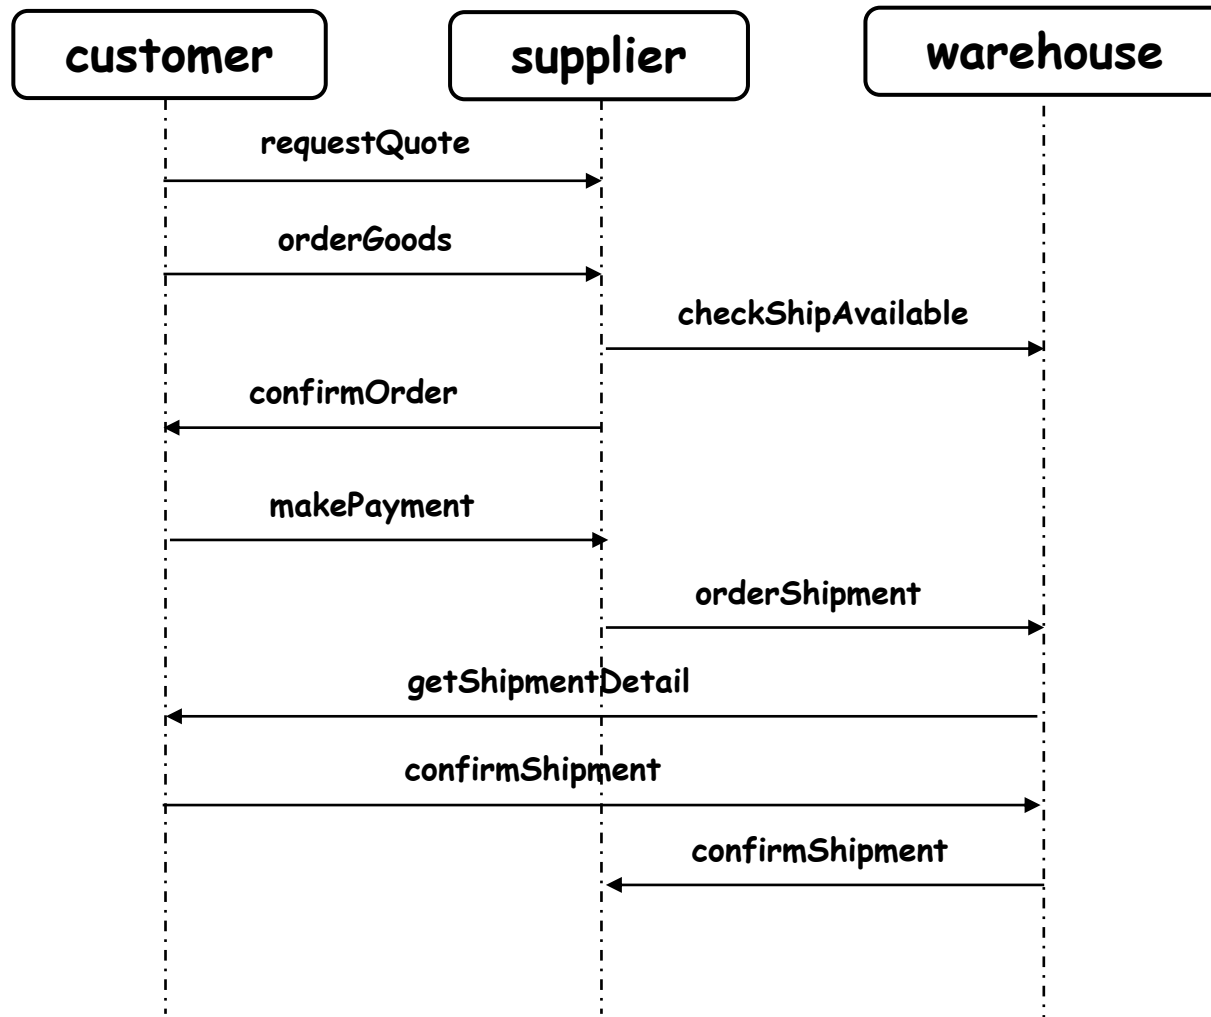 customer
supplier
warehouse
requestQuote
orderGoods
checkShipAvailable
confirmOrder
makePayment
orderShipment
getShipmentDetail
confirmShipment
confirmShipment